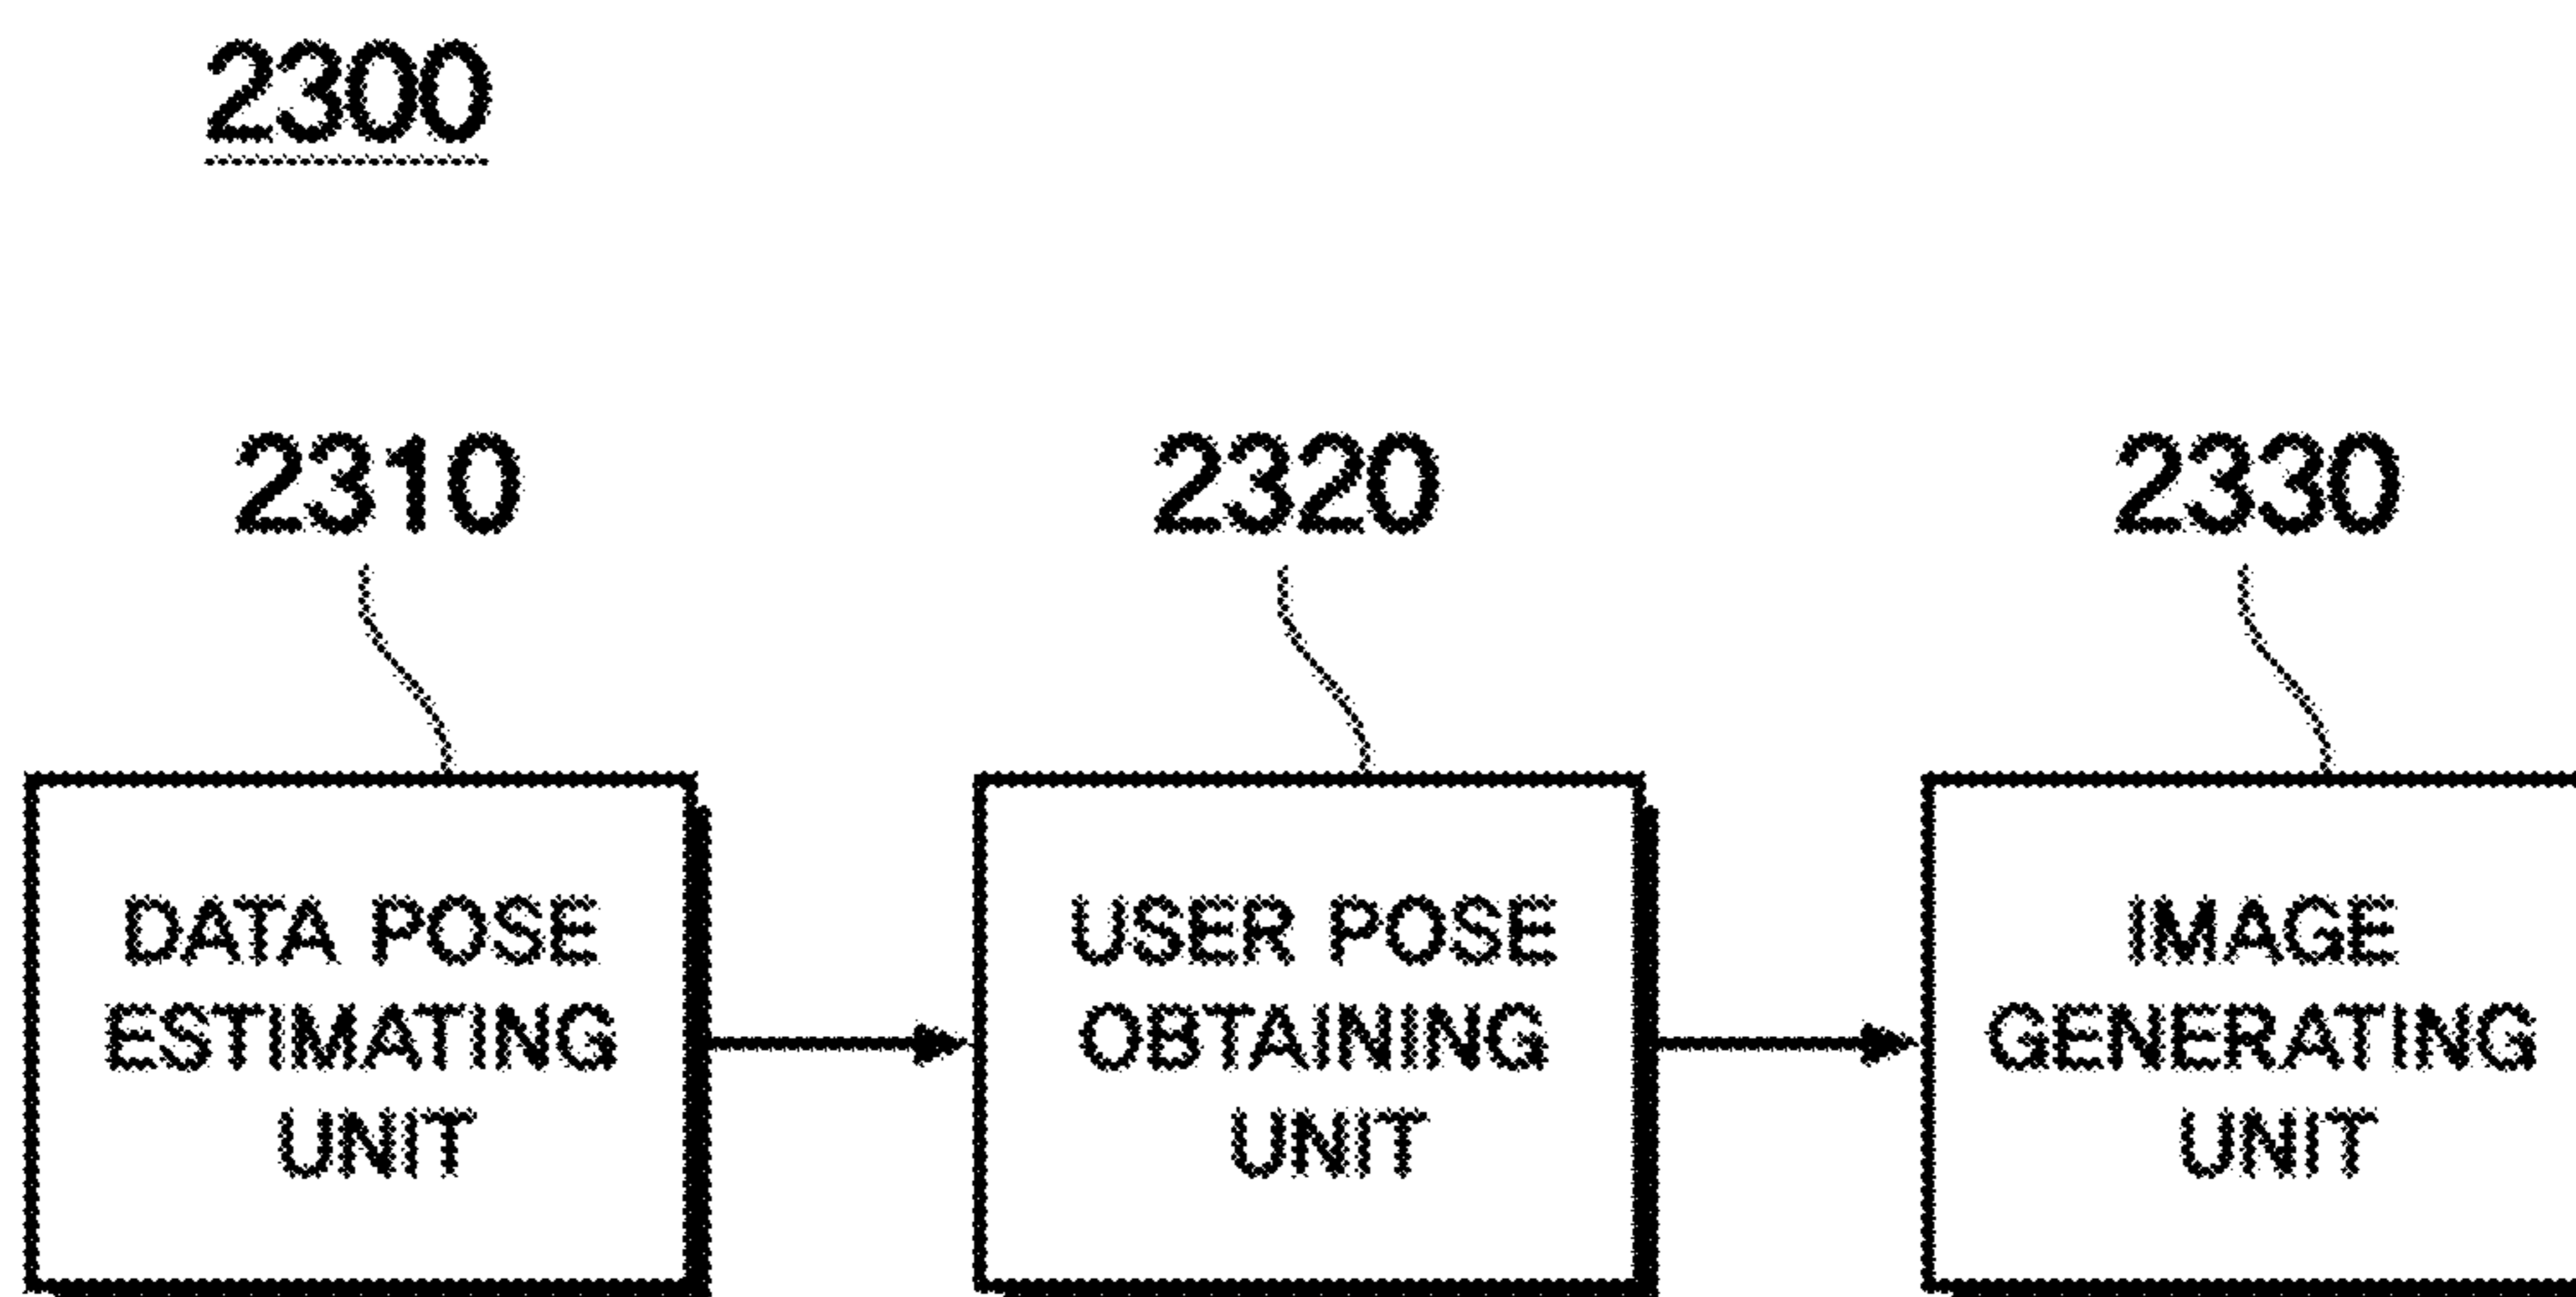 2300
2310
2320
2330
DATA POSE
ESTIMATING
UNIT
USER POSE
OBTAINING
UNIT
IMAGE
GENERATING
UNIT